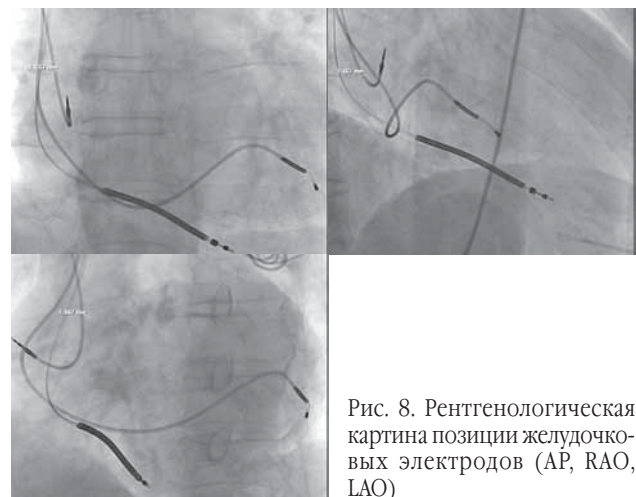 Рис. 8. Рентгенологическая
картина позиции желудочко-
вых электродов (AP, RAO,
LAO)